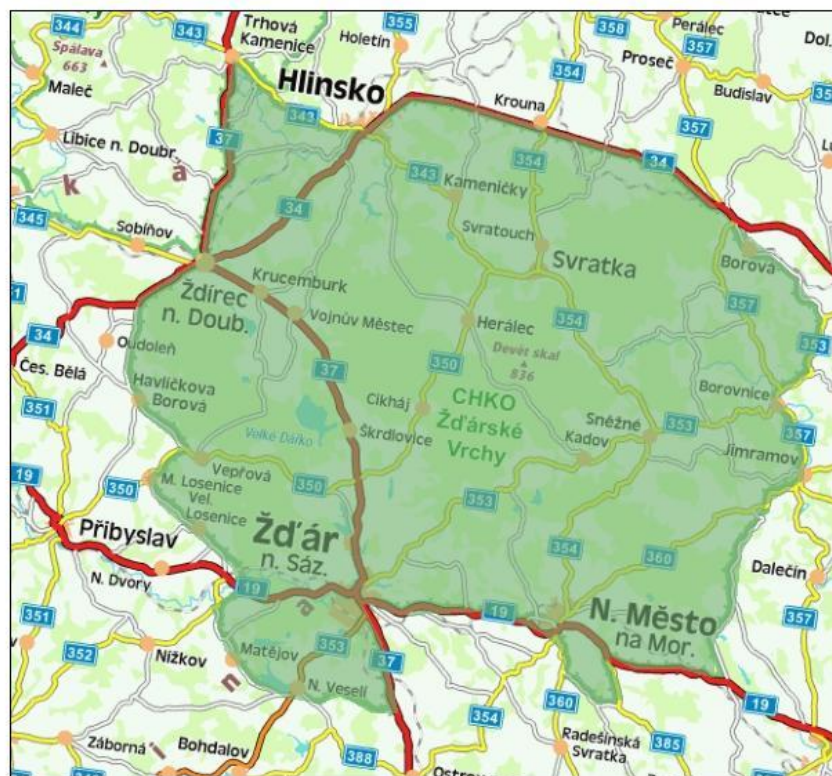 344
343
Trhová
Kamenice
355
Holetín
358
Perálec
357
Spálava
663
Maleč
Hlinsko
354
Proseč
Dol.
Budislav
Krouna
343
357
Libice n. Doubr.
37
k
á
34
354
34
343
Kameničky
345
Sobíňov
Svratouch
Svratka
Borová
Krucemburk
Ždírec
n. Doub.
Vojnův Městec
357
353
34
Oudoleň
Herálec
354
Devět skal
836
350
37
Čes. Bělá
Havlíčkova
Borová
351
Cikháj
CHKO
Žďárské
Vrchy
Borovnice
Sněžné
353
Velké Dářko
Škrdlovice
Kadov
357
Jimramov
19
350
Vepřová
M. Losenice
Vel.
Losenice
350
353
Přibyslav
Žďár
n. Sáz.
354
360
Dalečín
N. Dvory
19
19
N. Město
na Mor.
357
351
352
Nížkov
353
Matějov
37
n
N. Veselí
360
19
354
Radešínská
Svratka
385
Záborná
Bohdalov
388